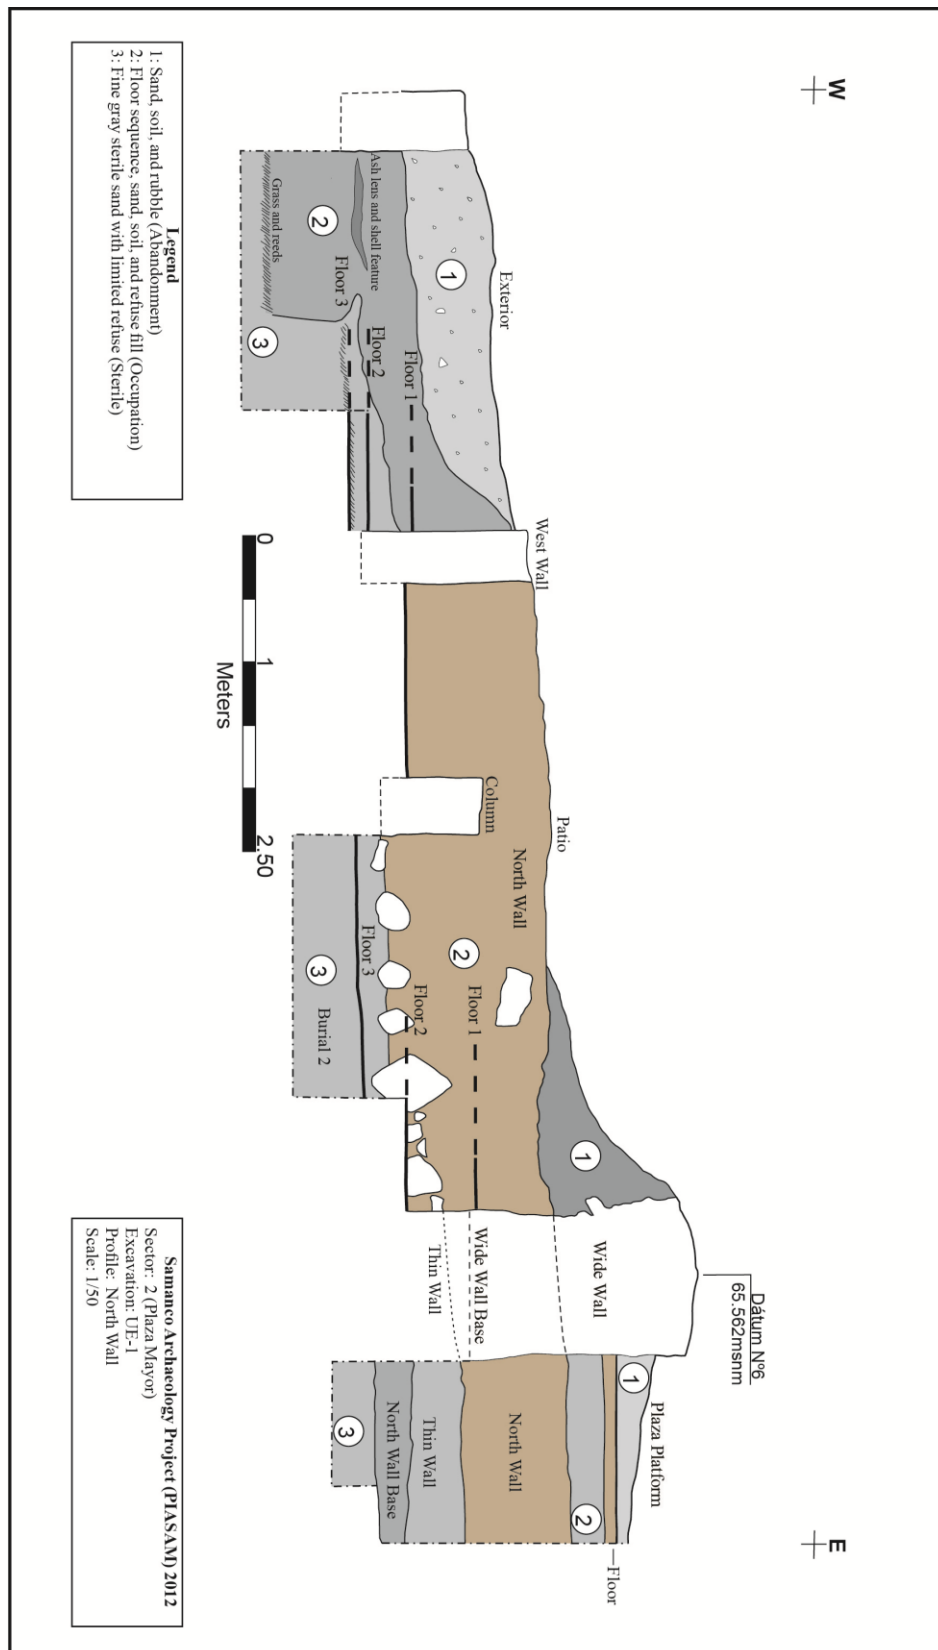 W
E
Exterior
West Wall
Patio
Dátum Nº6
65.562msnm
Plaza Platform
Floor
1
Floor 1
Ash lens and shell feature
Floor 2
2
Floor 3
Grass and reeds
3
Column
North Wall
1
2
Floor 1
Floor 2
Floor 3
3
Burial 2
Wide Wall
Wide Wall Base
Thin Wall
1
2
North Wall
Thin Wall
North Wall Base
3
0
1
2.50
Meters
Legend
1: Sand, soil, and rubble (Abandonment)
2: Floor sequence, sand, soil, and refuse fill (Occupation)
3: Fine gray sterile sand with limited refuse (Sterile)
Samanco Archaeology Project (PIASAM) 2012
Sector: 2 (Plaza Mayor)
Excavation: UE-1
Profile: North Wall
Scale: 1/50